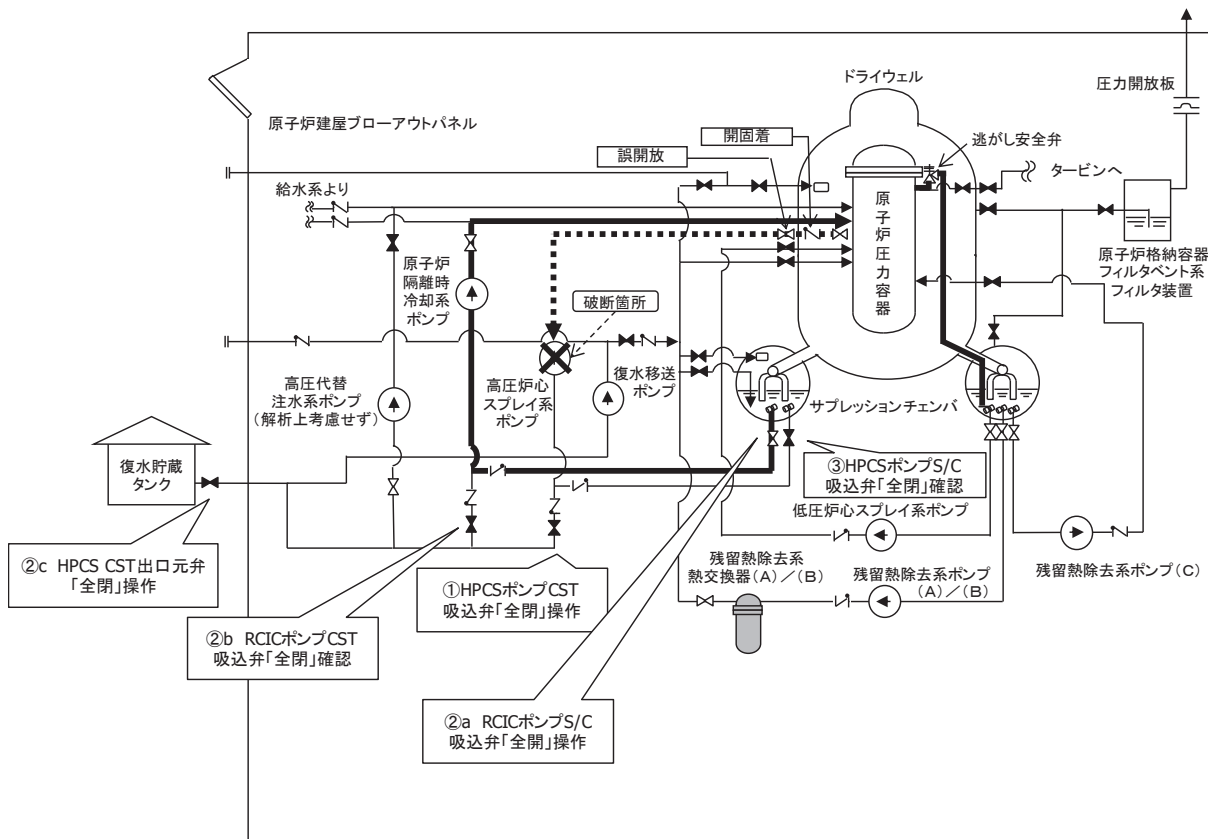 ドライウェル
圧力開放板
原子炉建屋ブローアウトパネル
開固着
誤開放
逃がし安全弁
タービンへ
給水系より
原子炉圧力容器
原子炉格納容器
フィルタベント系
フィルタ装置
原子炉
隔離時
冷却系
ポンプ
破断箇所
高圧代替
注水系ポンプ
(解析上考慮せず)
高圧炉心
スプレイ系
ポンプ
復水移送
ポンプ
サプレッションチェンバ
復水貯蔵
タンク
③HPCSポンプS/C
吸込弁「全閉」確認
低圧炉心スプレイ系ポンプ
②c HPCS CST出口元弁
「全閉」操作
①HPCSポンプCST
吸込弁「全閉」操作
残留熱除去系
熱交換器(A)/(B)
残留熱除去系ポンプ
(A)/(B)
残留熱除去系ポンプ(C)
②b RCICポンプCST
吸込弁「全閉」確認
②a RCICポンプS/C
吸込弁「全開」操作